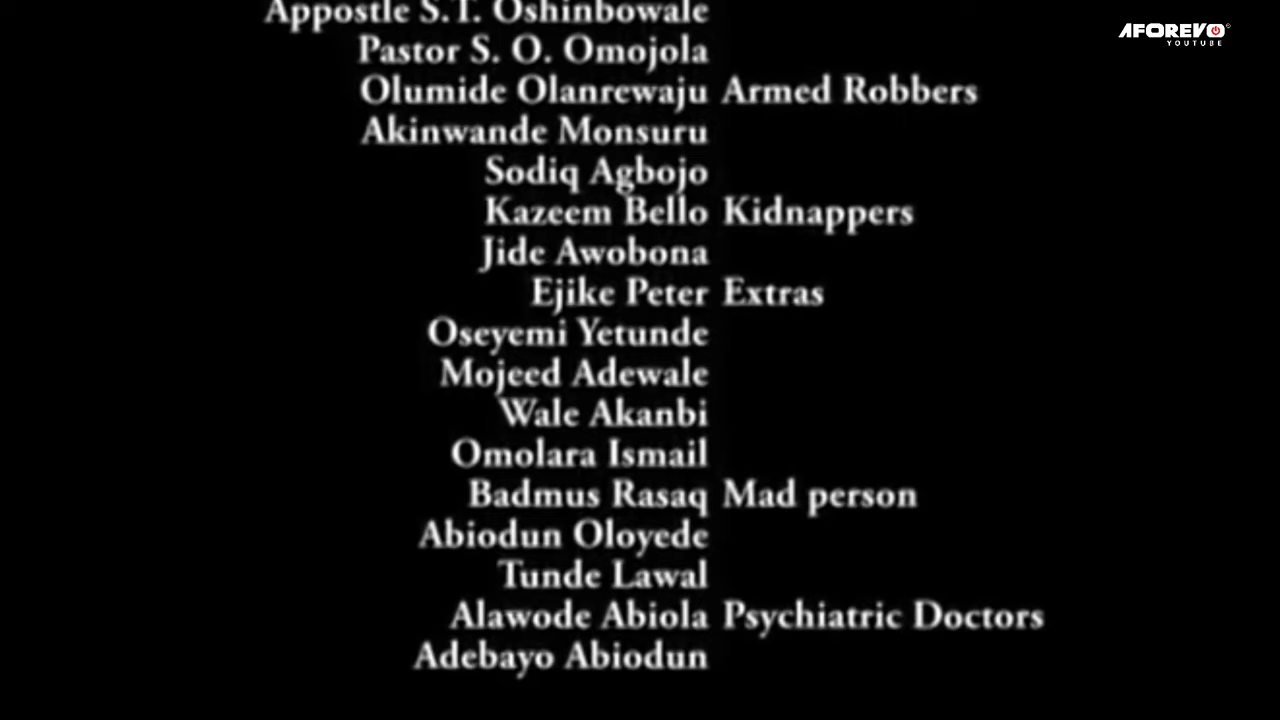 Appostle S.T. Oshinbowale
AFOREVO
YOUTUBE
Pastor S. O. Omojola
Olumide Olanrewaju Armed Robbers
Akinwande Monsuru
Sodiq Agbojo
Kazeem Bello Kidnappers
Jide Awobona
Ejike Peter Extras
Oseyemi Yetunde
Mojeed Adewale
Wale Akanbi
Omolara Ismail
Badmus Rasaq Mad person
Abiodun Oloyede
Tunde Lawal
Alawode Abiola Psychiatric Doctors
Adebayo Abiodun